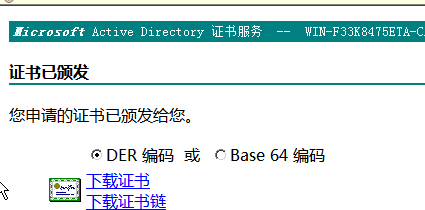 Microsoft Active Directory 证书服务 -- WIN-F33K8475ETA-C
证书已颁发
您申请的证书已颁发给您。
DER 编码 或 Base 64 编码
下载证书
下载证书链